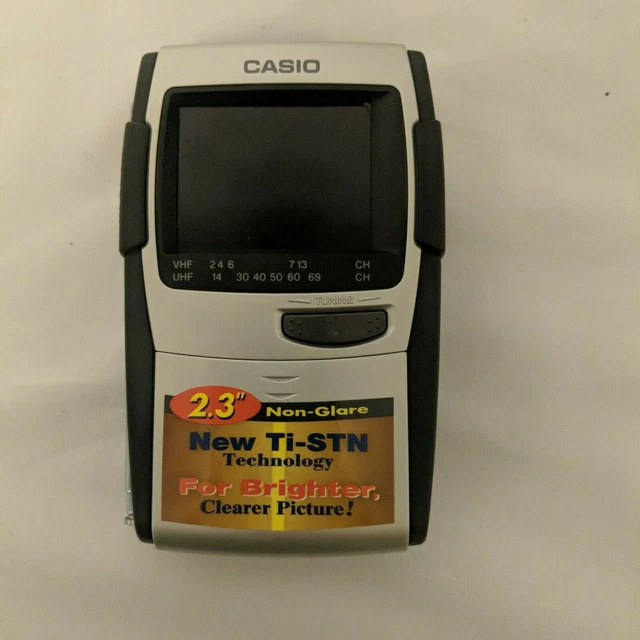 CASIO
VHF 2 4 6 7 13 CH
UHF 14 30 40 50 60 69 CH
TUNING
2.3" Non-Glare
New Ti-STN
Technology
For Brighter,
Clearer Picture!